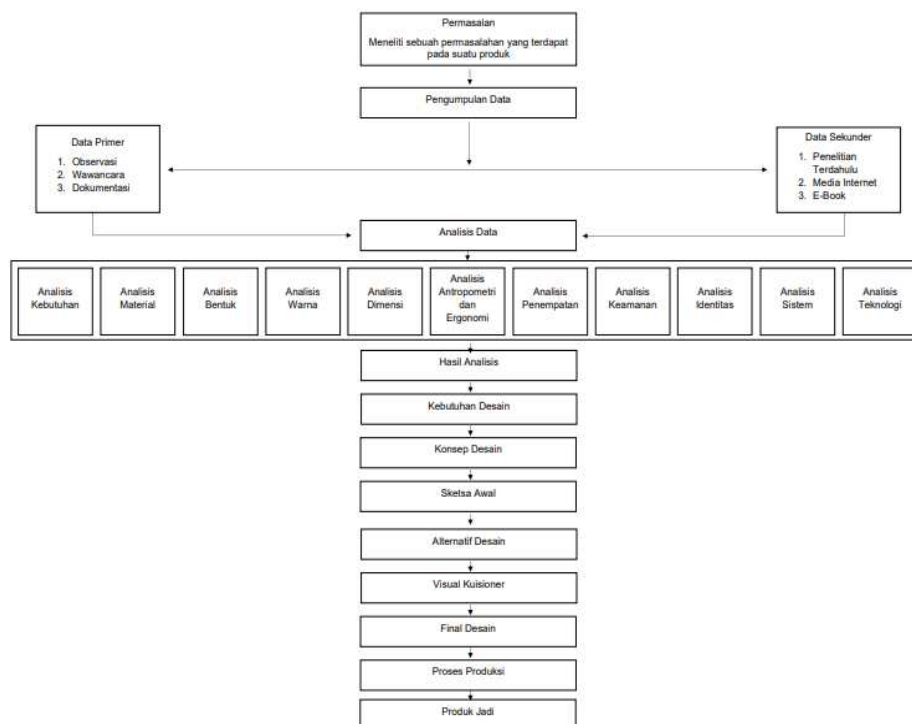 Permasalan
Meneliti sebuah permasalahan yang terdapat
pada suatu produk
Pengumpulan Data
Data Primer
1. Observasi
2. Wawancara
3. Dokumentasi
Data Sekunder
1. Penelitian
Terdahulu
2. Media Internet
3. E-Book
Analisis Data
Analisis
Kebutuhan
Analisis
Material
Analisis
Bentuk
Analisis
Warna
Analisis
Dimensi
Analisis
Antropometri
dan
Ergonomi
Analisis
Penempatan
Analisis
Keamanan
Analisis
Identitas
Analisis
Sistem
Analisis
Teknologi
Hasil Analisis
Kebutuhan Desain
Konsep Desain
Sketsa Awal
Alternatif Desain
Visual Kuisioner
Final Desain
Proses Produksi
Produk Jadi